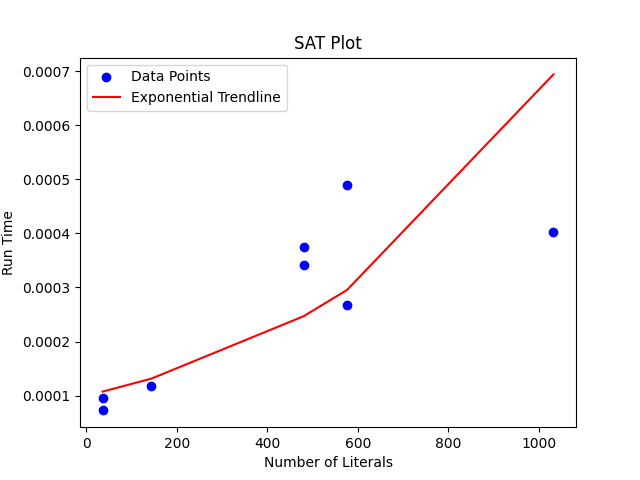 SAT Plot
Data Points
Exponential Trendline
0.0007
0.0006
0.0005
0.0004
0.0003
0.0002
0.0001
Run Time
0 200 400 600 800 1000
Number of Literals